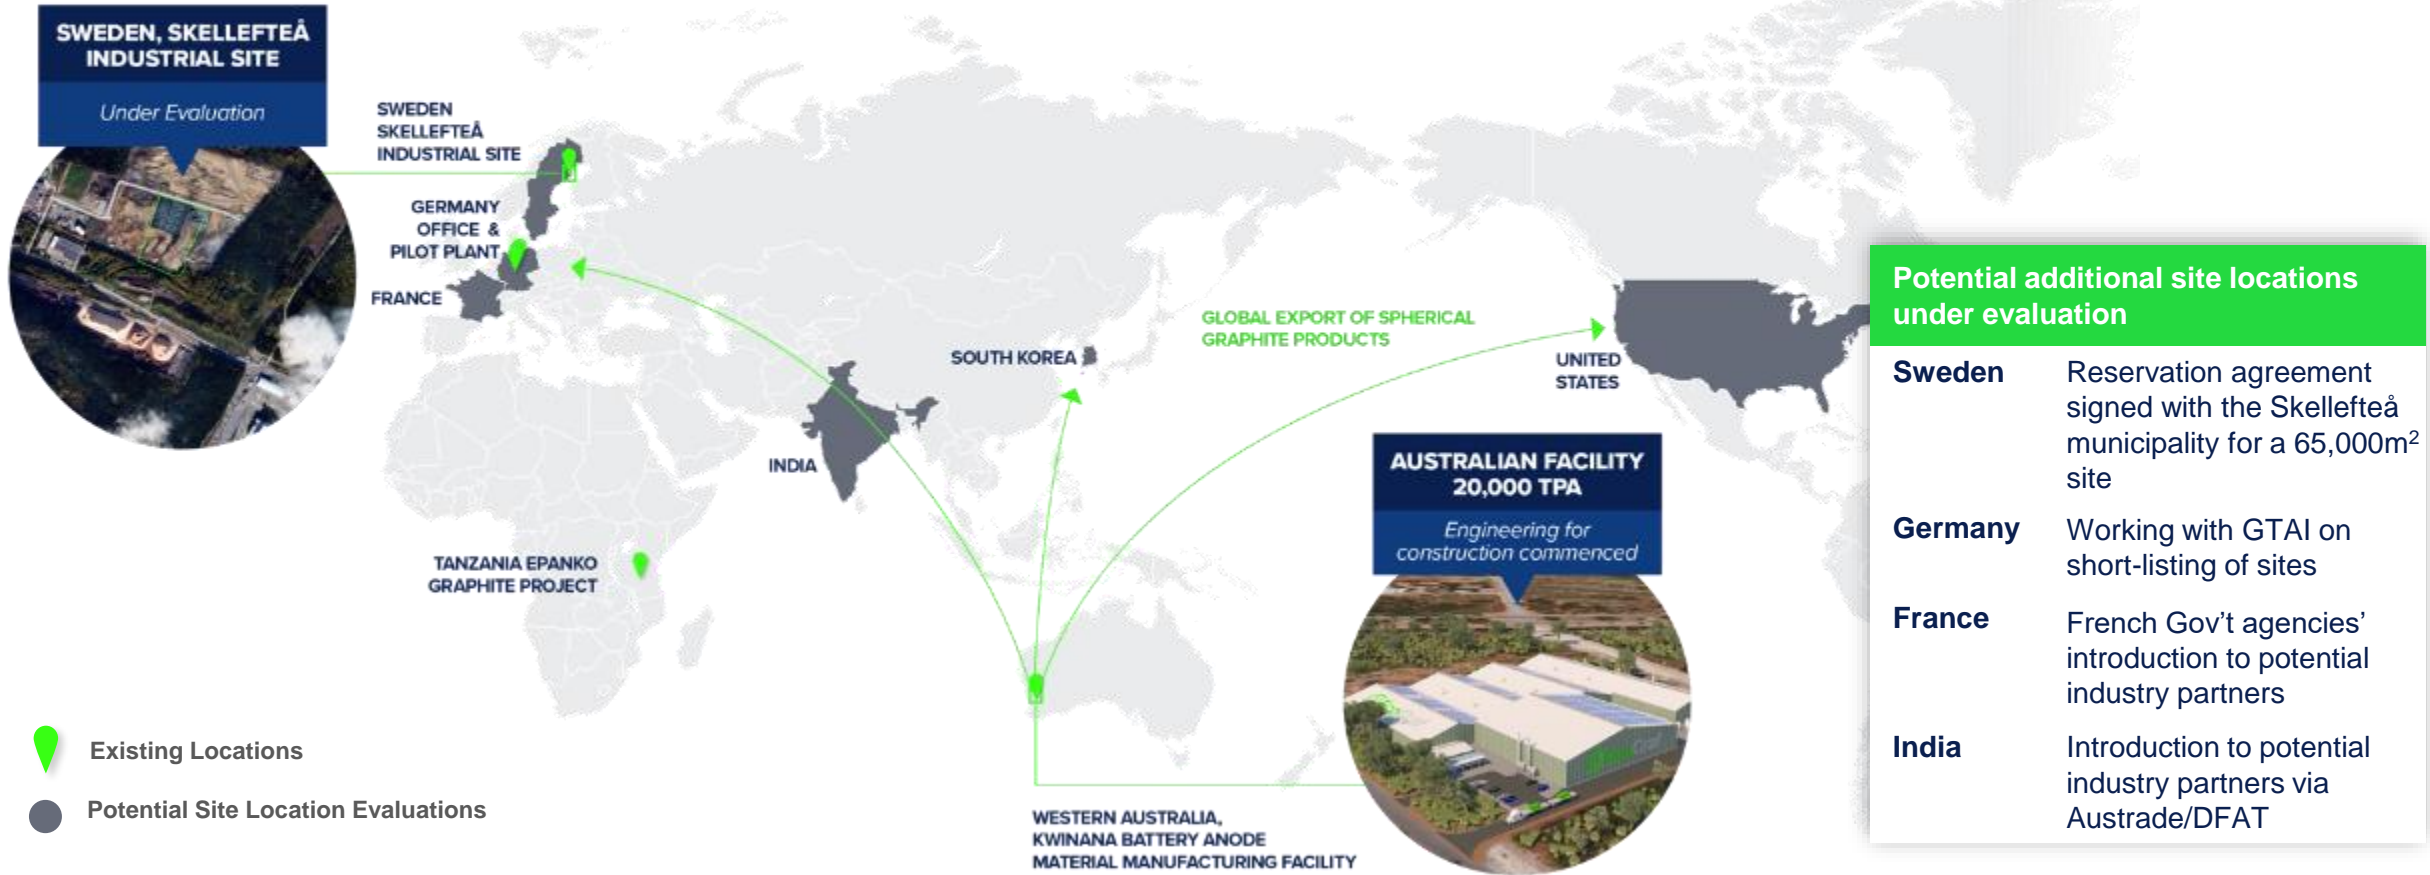 SWEDEN, SKELLEFTEÅ
INDUSTRIAL SITE
Under Evaluation
SWEDEN
SKELLEFTEÅ
INDUSTRIAL SITE
GERMANY
OFFICE &
PILOT PLANT
FRANCE
GLOBAL EXPORT OF SPHERICAL
GRAPHITE PRODUCTS
SOUTH KOREA
UNITED
STATES
INDIA
TANZANIA EPANKO
GRAPHITE PROJECT
AUSTRALIAN FACILITY
20,000 TPA
Engineering for
construction commenced
WESTERN AUSTRALIA,
KWINANA BATTERY ANODE
MATERIAL MANUFACTURING FACILITY
Existing Locations
Potential Site Location Evaluations
Potential additional site locations
under evaluation
Sweden Reservation agreement
signed with the Skellefteå
municipality for a 65,000m²
site
Germany Working with GTAI on
short-listing of sites
France French Gov’t agencies’
introduction to potential
industry partners
India Introduction to potential
industry partners via
Austrade/DFAT